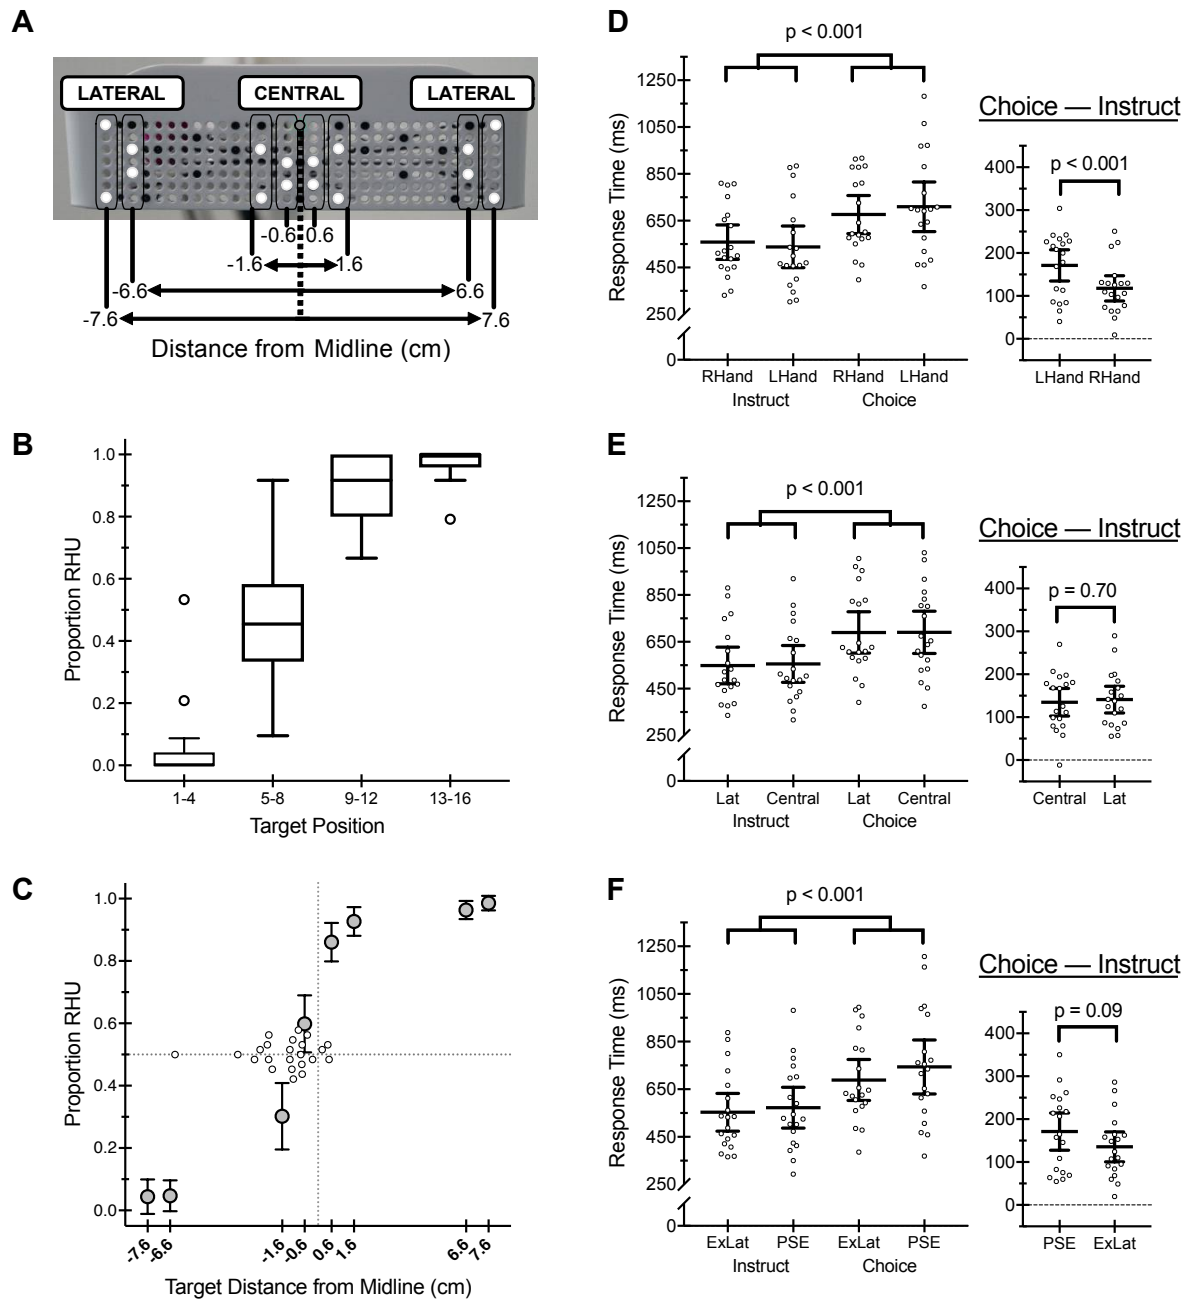 A
LATERAL CENTRAL LATERAL
-0.6 0.6
-1.6 1.6
-6.6 6.6
-7.6 7.6
Distance from Midline (cm)
B
Proportion RHU
1.0
0.8
0.6
0.4
0.2
0.0
1-4 5-8 9-12 13-16
Target Position
C
Proportion RHU
1.0
0.8
0.6
0.4
0.2
0.0
-7.6 -6.6 -1.6 -0.6 0.6 1.6 6.6 7.6
Target Distance from Midline (cm)
D
p < 0.001
Response Time (ms)
1250
1050
850
650
450
250
0
RHand LHand RHand LHand
Instruct Choice
Choice — Instruct
p < 0.001
400
300
200
100
0
LHand RHand
E
p < 0.001
Response Time (ms)
1250
1050
850
650
450
250
0
Lat Central Lat Central
Instruct Choice
Choice — Instruct
p = 0.70
400
300
200
100
0
Central Lat
F
p < 0.001
Response Time (ms)
1250
1050
850
650
450
250
0
ExLat PSE ExLat PSE
Instruct Choice
Choice — Instruct
p = 0.09
400
300
200
100
0
PSE ExLat